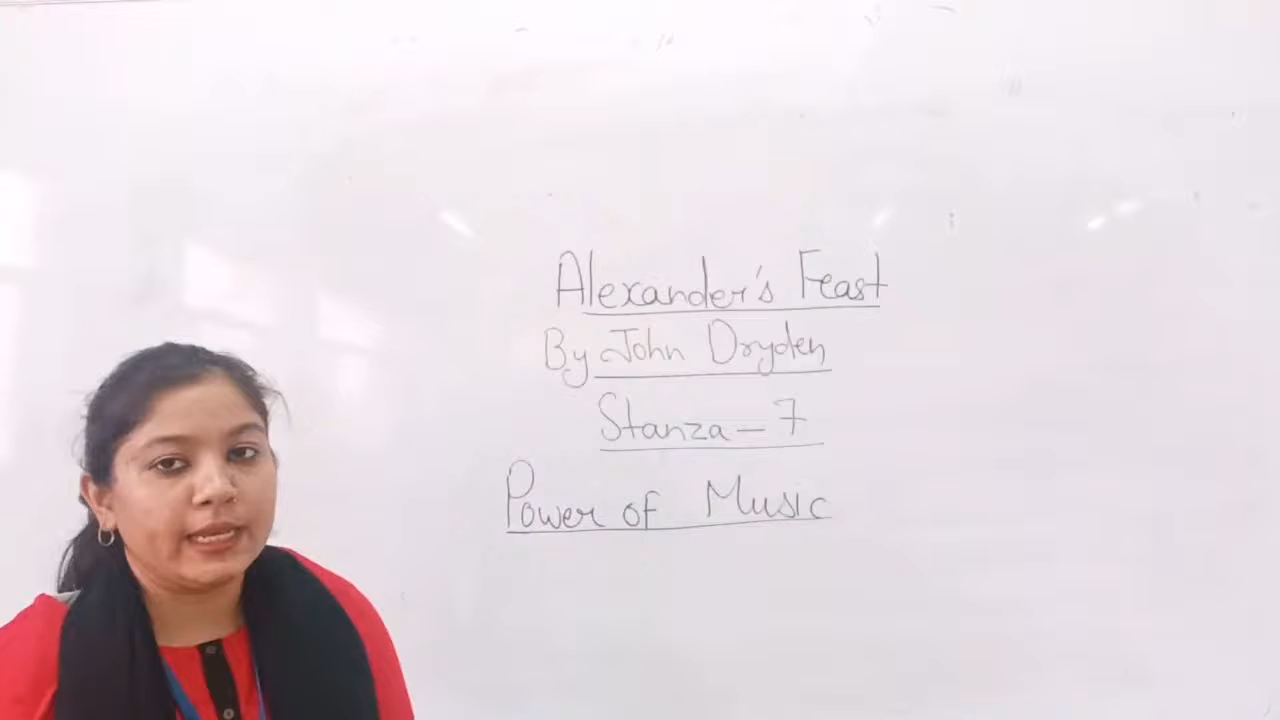 Alexander's Feast
By John Dryden
Stanza - 7
Power of Music